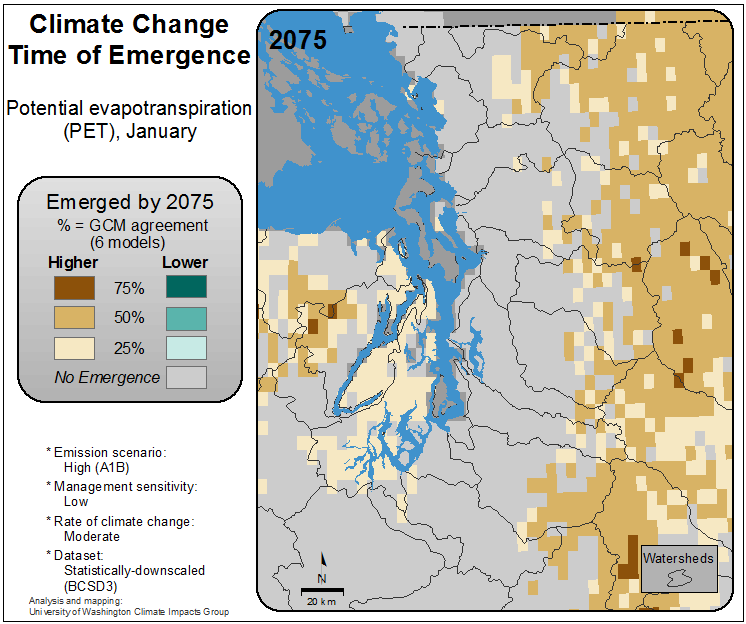 Climate Change
Time of Emergence
Potential evapotranspiration
(PET), January
Emerged by 2075
% = GCM agreement
(6 models)
Higher
Lower
75%
50%
25%
No Emergence
* Emission scenario:
High (A1B)
* Management sensitivity:
Low
* Rate of climate change:
Moderate
* Dataset:
Statistically-downscaled
(BCSD3)
Analysis and mapping:
University of Washington Climate Impacts Group
2075
N
20 km
Watersheds